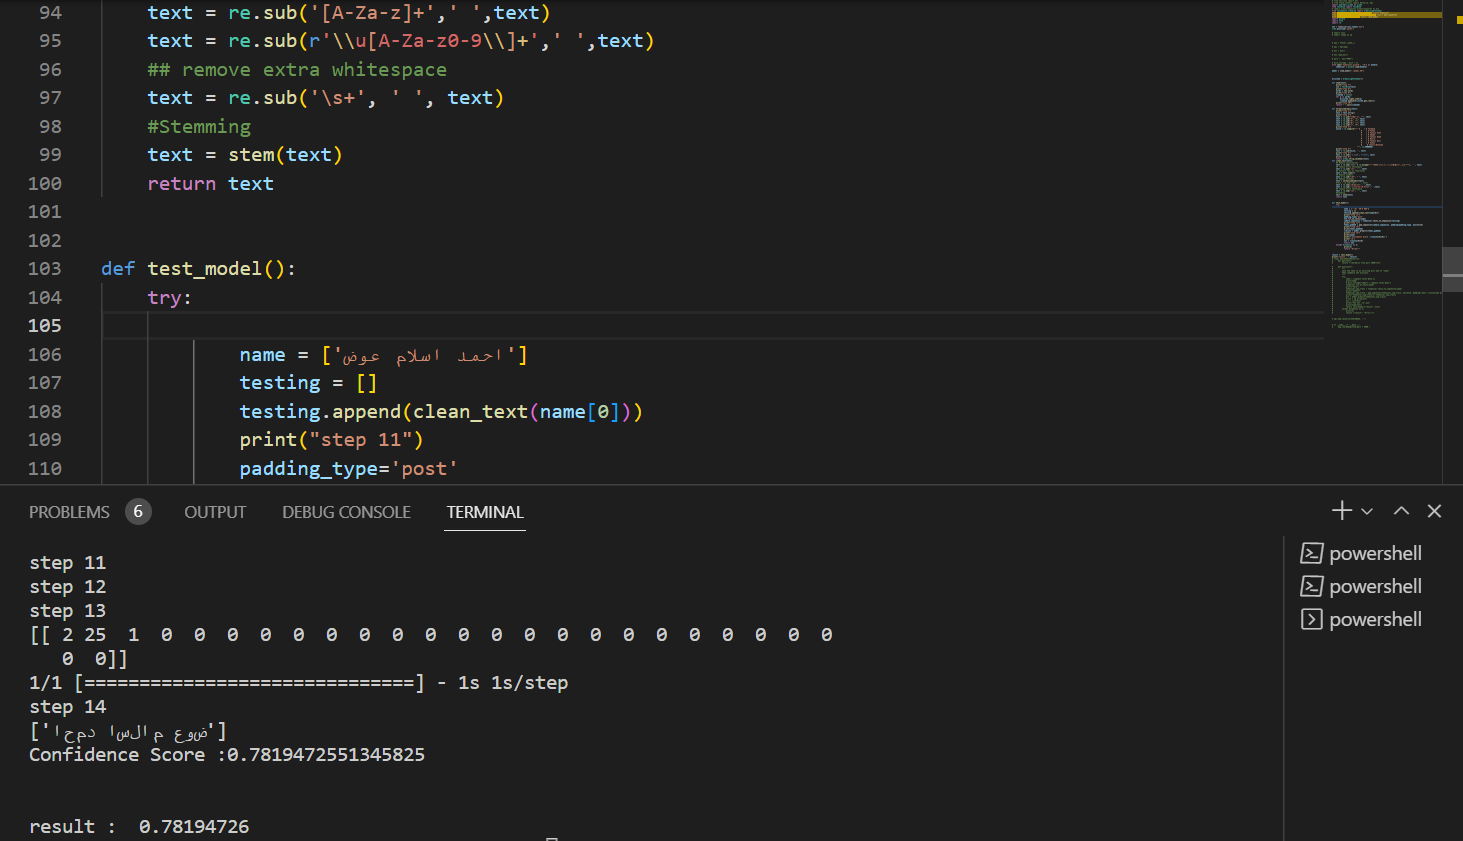 94 text = re.sub('[A-Za-z]+',' ',text)
95 text = re.sub(r'\\u[A-Za-z0-9\\]+',' ',text)
96 ## remove extra whitespace
97 text = re.sub('\s+', ' ', text)
98 #Stemming
99 text = stem(text)
100 return text
101
102
103 def test_model():
104 try:
105
106 name = ['احمد اسلام عوض']
107 testing = []
108 testing.append(clean_text(name[0]))
109 print("step 11")
110 padding_type='post'
PROBLEMS 6 OUTPUT DEBUG CONSOLE TERMINAL
step 11
step 12
step 13
[[ 2 25 1 0 0 0 0 0 0 0 0 0 0 0 0 0 0 0 0 0 0 0 0 0
0 0]]
1/1 [==============================] - 1s 1s/step
step 14
['احمد اسلام عوض']
Confidence Score :0.7819472551345825
result : 0.78194726
powershell
powershell
powershell